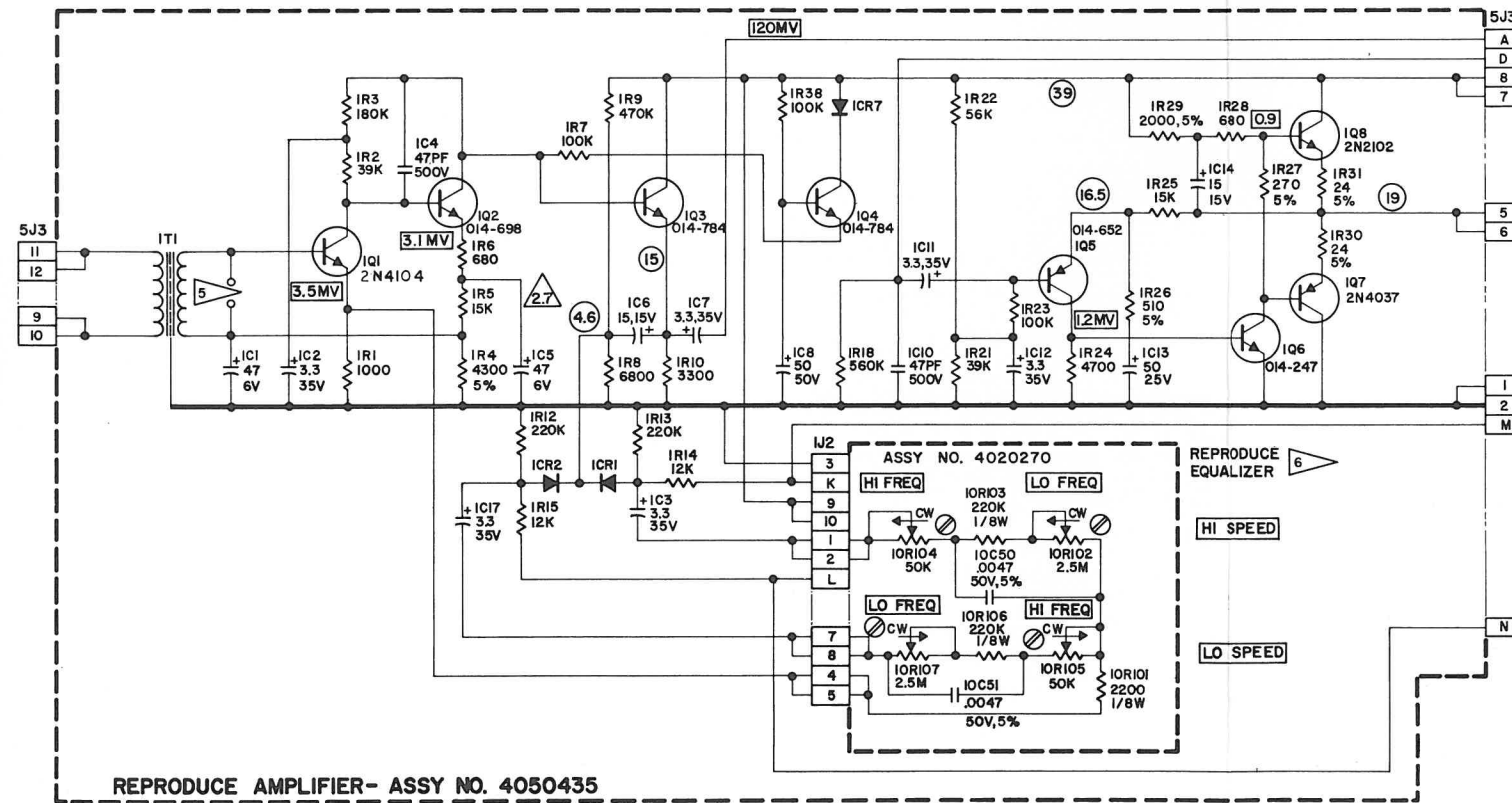 120MV
5J3
A
D
8
7
5
6
1
2
M
N
5J3
11
12
9
10
1T1
5
1R3
180K
1R2
39K
1C4
47PF
500V
1Q1
2N4104
3.5MV
1Q2
014-698
3.1MV
1R6
680
1R5
15K
1R4
4300
5%
1C1
47
6V
1C2
3.3
35V
1R1
1000
1C5
47
6V
2.7
1R7
100K
1R9
470K
1Q3
014-784
15
4.6
1C6
15,15V
1C7
3.3,35V
1R8
6800
1R10
3300
1R38
100K
1CR7
1Q4
014-784
1C8
50
50V
1R18
560K
1C10
47PF
500V
1C11
3.3,35V
1R22
56K
39
1R21
39K
1R23
100K
1C12
3.3
35V
16.5
014-652
1Q5
1.2MV
1R24
4700
1R29
2000,5%
1R28
680
0.9
1R25
15K
1C14
15
15V
1R26
510
5%
1C13
50
25V
1R27
270
5%
1Q8
2N2102
1R31
24
5%
19
1R30
24
5%
1Q7
2N4037
1Q6
014-247
1R12
220K
1R13
220K
1CR2
1CR1
1R14
12K
1C17
3.3
35V
1R15
12K
1C3
3.3
35V
1J2
3
K
9
10
1
2
L
7
8
4
5
ASSY NO. 4020270
REPRODUCE
EQUALIZER
6
HI FREQ
LO FREQ
HI SPEED
CW
10R104
50K
10R103
220K
1/8W
10C50
.0047
50V,5%
CW
10R102
2.5M
LO FREQ
HI FREQ
LO SPEED
CW
10R107
2.5M
10R106
220K
1/8W
10C51
.0047
50V,5%
CW
10R105
50K
10R101
2200
1/8W
REPRODUCE AMPLIFIER- ASSY NO. 4050435